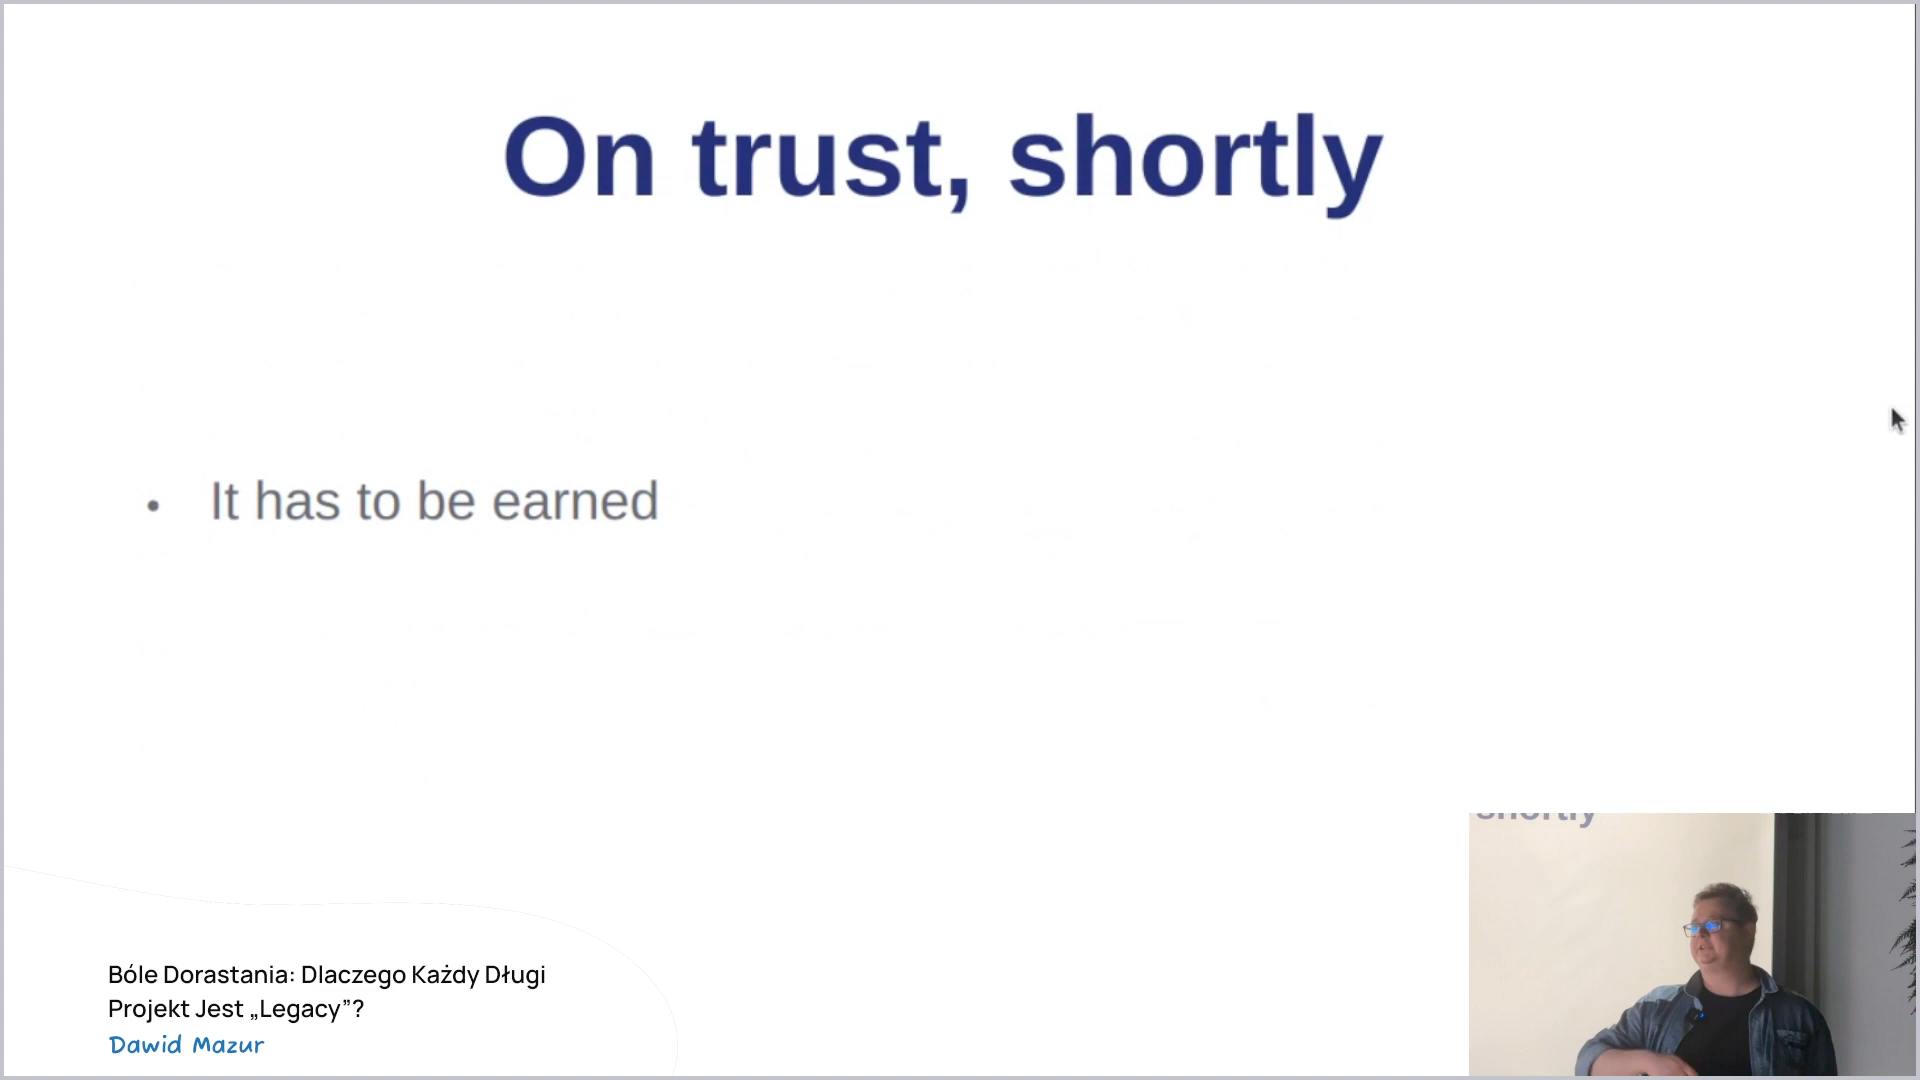 On trust, shortly
• It has to be earned
shortly
Bóle Dorastania: Dlaczego Każdy Długi
Projekt Jest „Legacy”?
Dawid Mazur